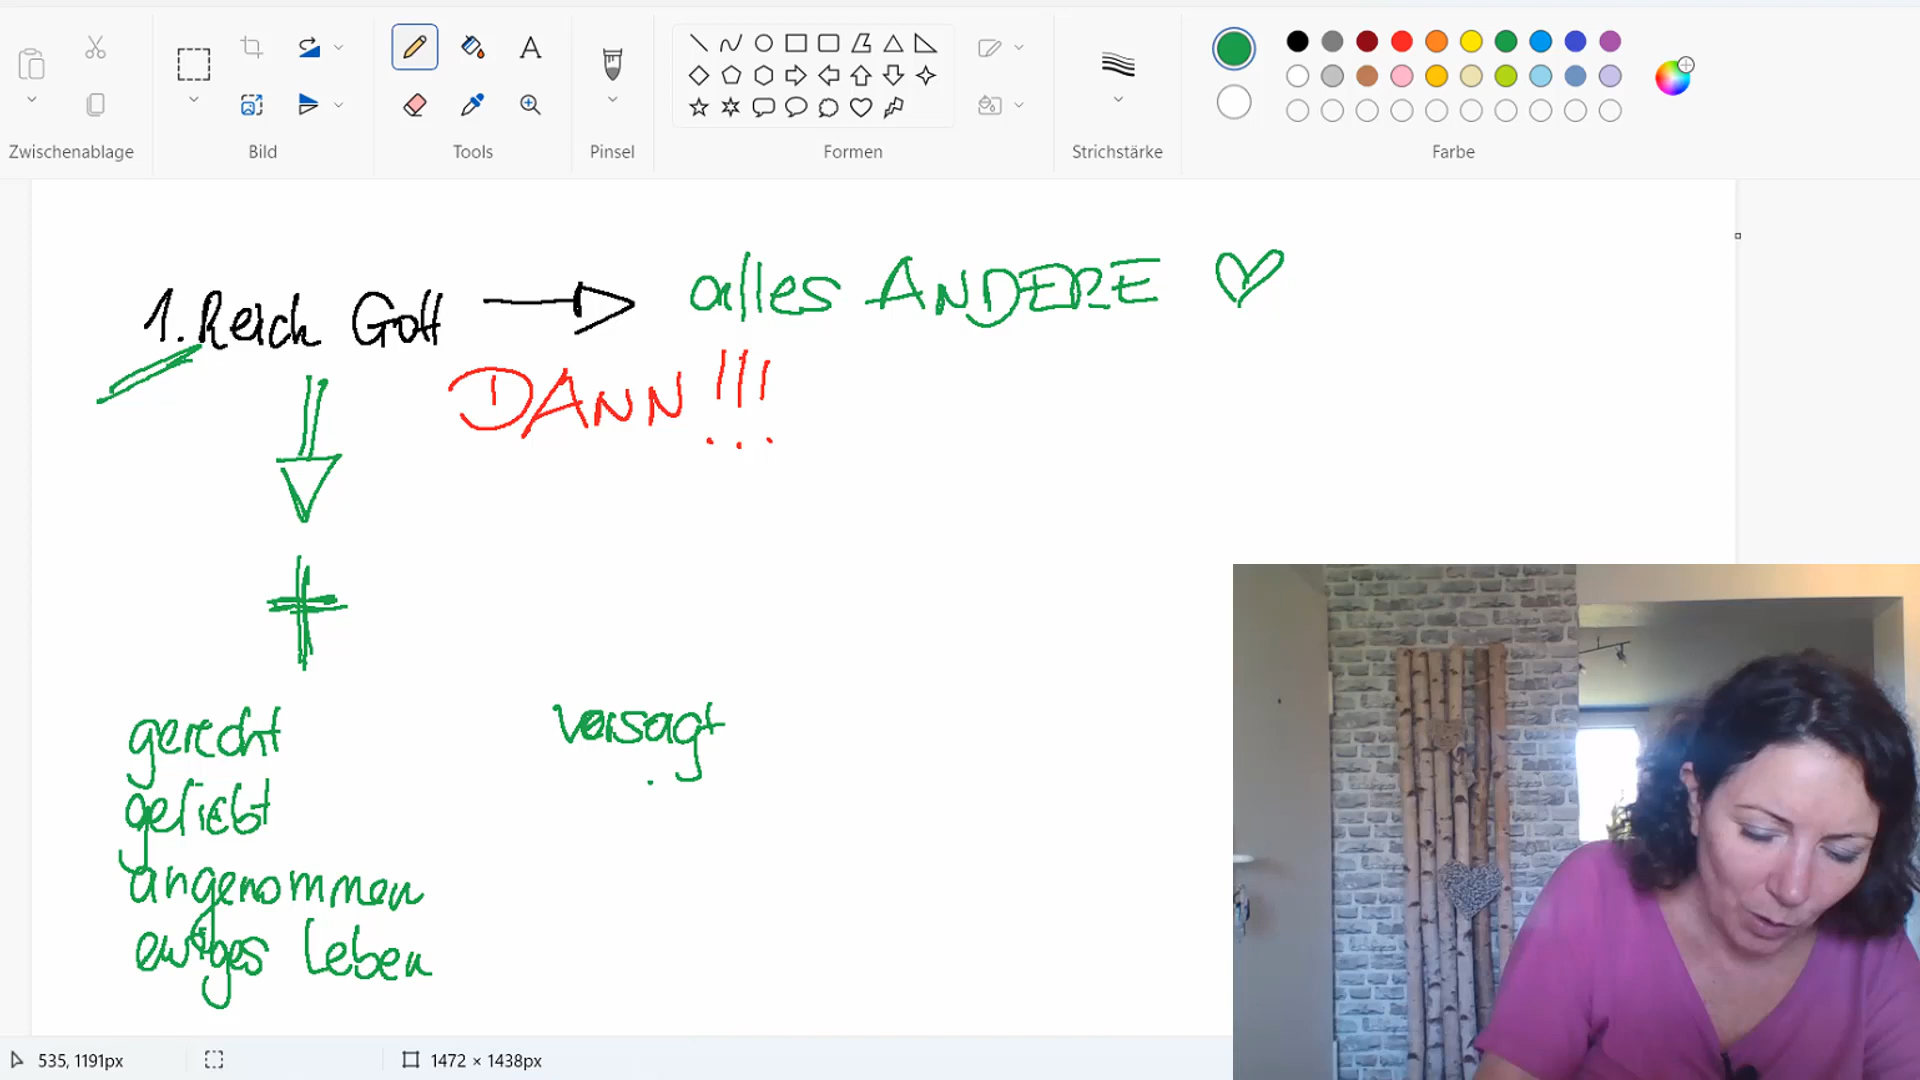 Zwischenablage
Bild
Tools
Pinsel
Formen
Strichstärke
Farbe
1. Reich Gott
alles ANDERE
DANN!!!
gerecht
geliebt
angenommen
ewiges Leben
versagt
535, 1191px
1472 × 1438px